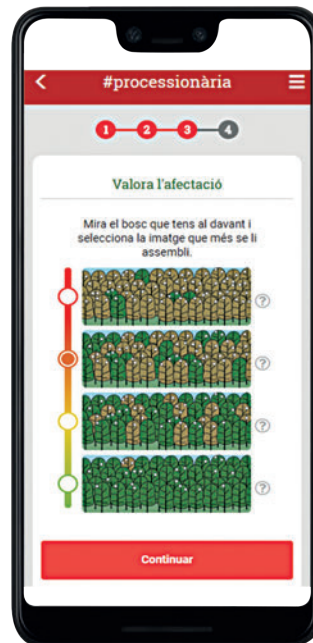 #processionària
1 2 3 4
Valora l'afectació
Mira el bosc que tens al davant i
selecciona la imatge que més se li
assembli.
?
?
?
?
Continuar